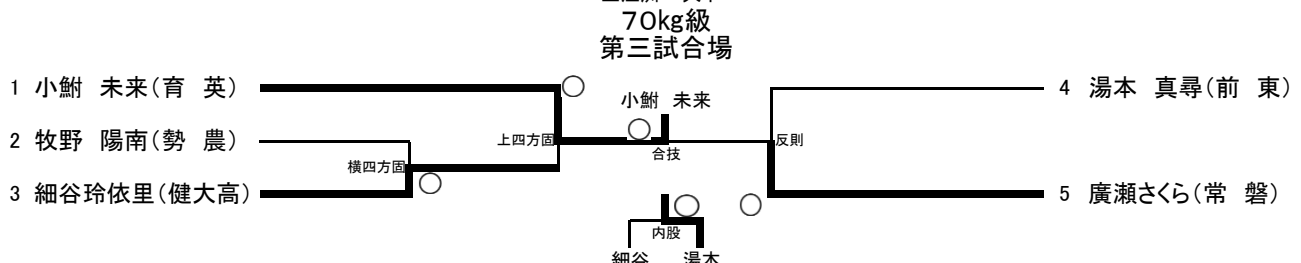 70kg級
第三試合場
1 小鮒 未来(育 英)
2 牧野 陽南(勢 農)
3 細谷玲依里(健大高)
横四方固
上四方固
小鮒 未来
合技
反則
4 湯本 真尋(前 東)
5 廣瀬さくら(常 磐)
内股
細谷 湯本